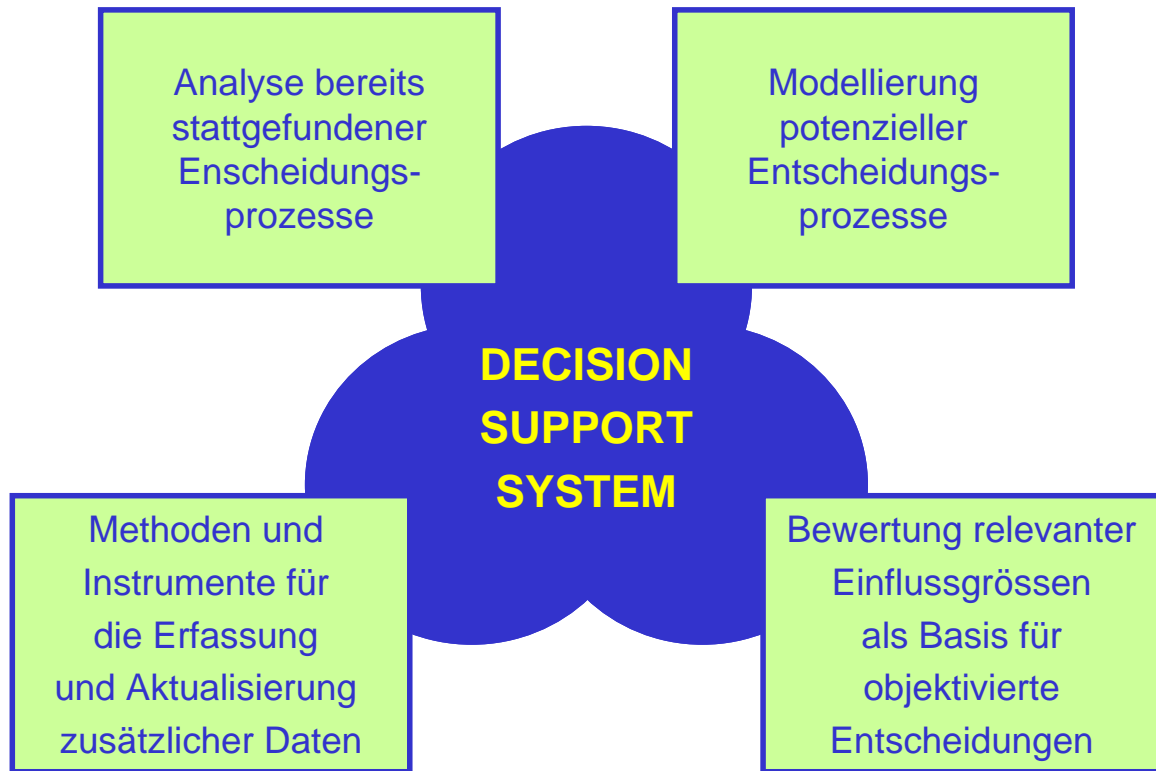 Analyse bereits
stattgefundener
Enscheidungs-
prozesse
Modellierung
potenzieller
Entscheidungs-
prozesse
DECISION
SUPPORT
SYSTEM
Methoden und
Instrumente für
die Erfassung
und Aktualisierung
zusätzlicher Daten
Bewertung relevanter
Einflussgrössen
als Basis für
objektivierte
Entscheidungen